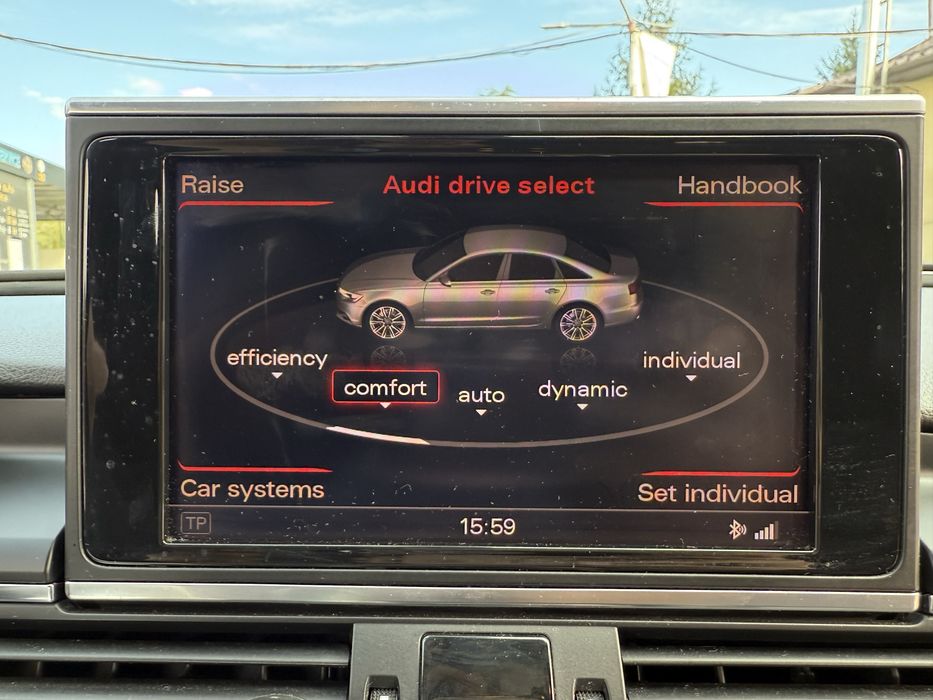 Raise
Audi drive select
Handbook
efficiency
comfort
auto
dynamic
individual
Car systems
Set individual
TP
15:59